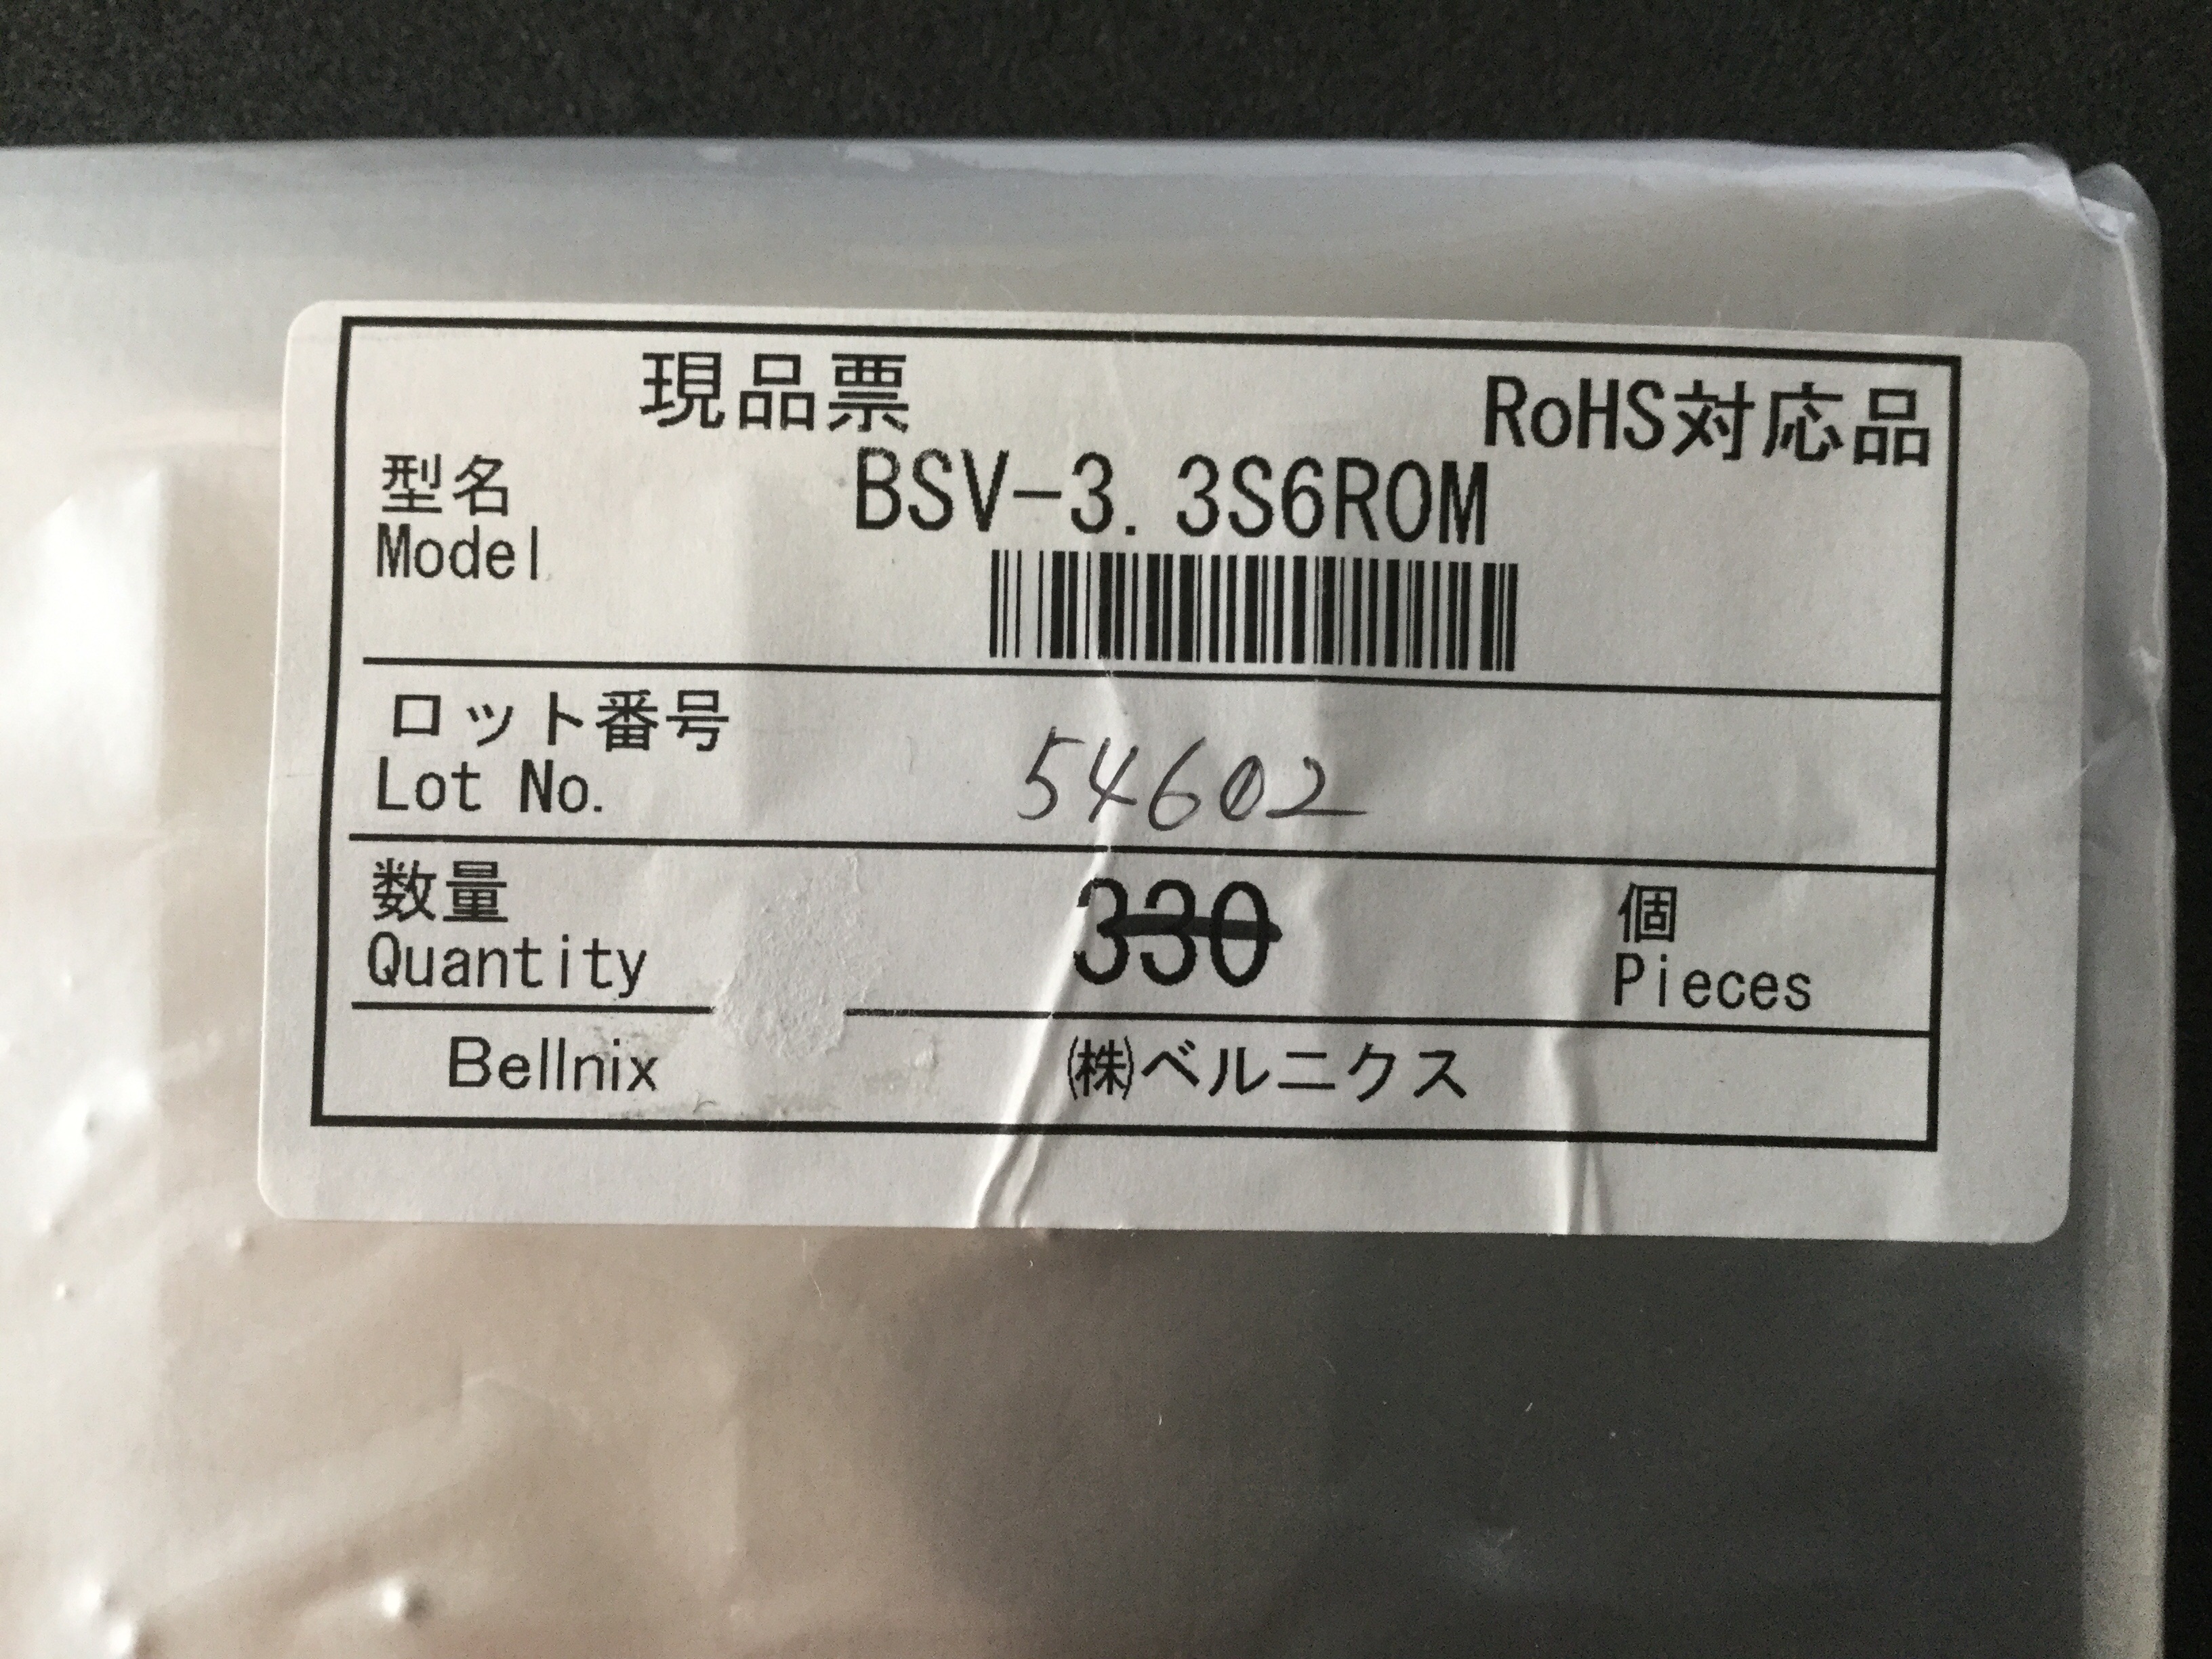 現品票
RoHS対応品
型名 BSV-3.3S6R0M
Model
ロット番号
Lot No. 54602
数量 330 個
Quantity Pieces
Bellnix ㈱ベルニクス